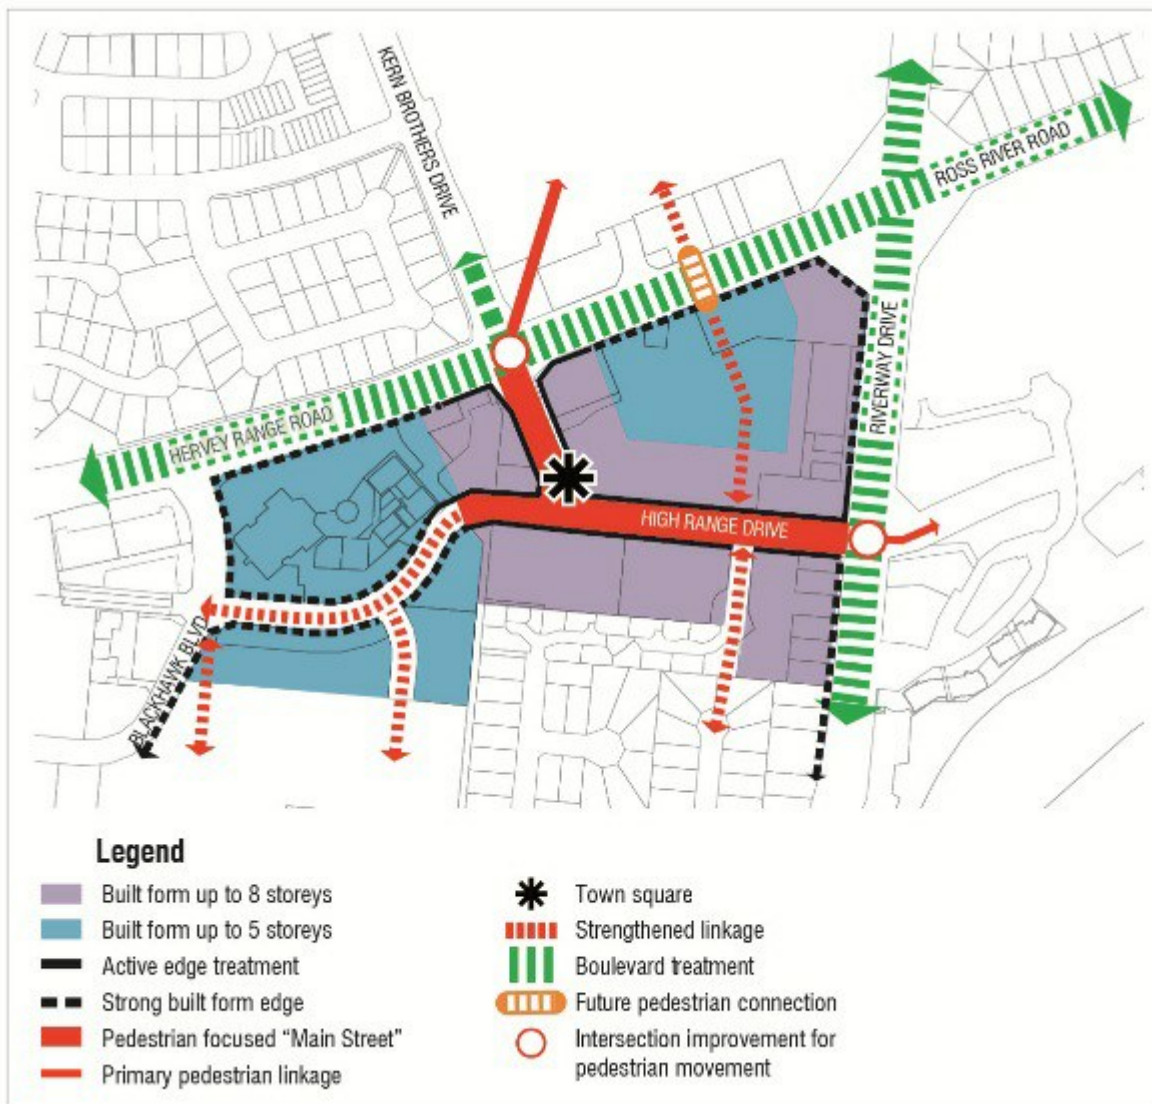 KERN BROTHERS DRIVE
ROSS RIVER ROAD
RIVERWAY DRIVE
HERVEY RANGE ROAD
HIGH RANGE DRIVE
BLACKHAWK BLVD
Legend
Built form up to 8 storeys
Built form up to 5 storeys
Active edge treatment
Strong built form edge
Pedestrian focused “Main Street”
Primary pedestrian linkage
Town square
Strengthened linkage
Boulevard treatment
Future pedestrian connection
Intersection improvement for
pedestrian movement